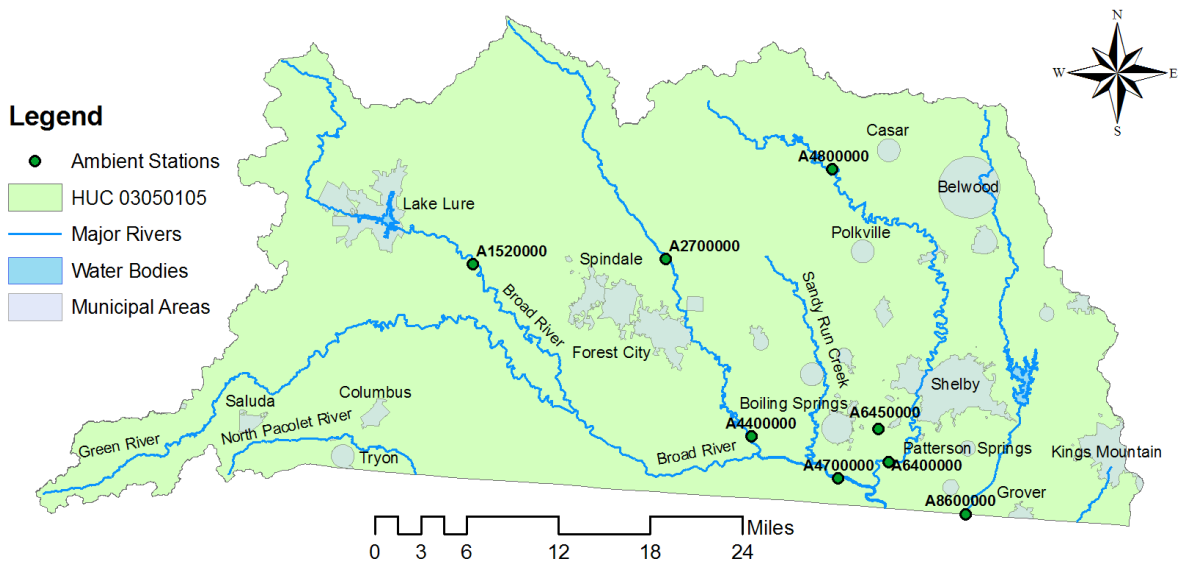 N
W
E
S
Legend
Ambient Stations
HUC 03050105
Major Rivers
Water Bodies
Municipal Areas
Casar
A4800000
Belwood
Lake Lure
Polkville
A1520000
A2700000
Spindale
Sandy Run Creek
Broad River
Forest City
Shelby
Columbus
Saluda
Boiling Springs
A6450000
North Pacolet River
Green River
A4400000
Broad River
Patterson Springs
Kings Mountain
Tryon
A4700000
A6400000
A8600000
Grover
Miles
0 3 6 12 18 24